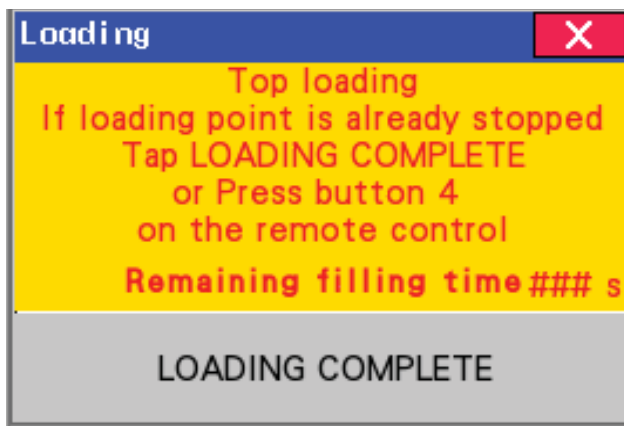 Loading
Top loading
If loading point is already stopped
Tap LOADING COMPLETE
or Press button 4
on the remote control
Remaining filling time ### s
LOADING COMPLETE